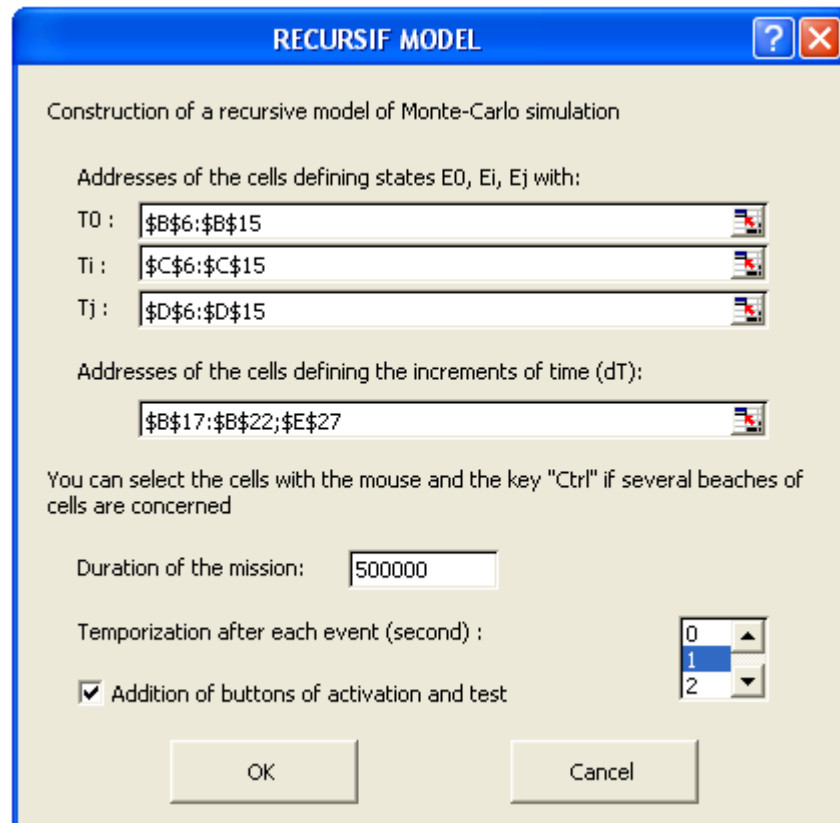 RECURSIF MODEL
Construction of a recursive model of Monte-Carlo simulation
Addresses of the cells defining states E0, Ei, Ej with:
T0 : $B$6:$B$15
Ti : $C$6:$C$15
Tj : $D$6:$D$15
Addresses of the cells defining the increments of time (dT):
$B$17:$B$22;$E$27
You can select the cells with the mouse and the key "Ctrl" if several beaches of
cells are concerned
Duration of the mission: 500000
Temporization after each event (second) :
0
1
2
Addition of buttons of activation and test
OK Cancel